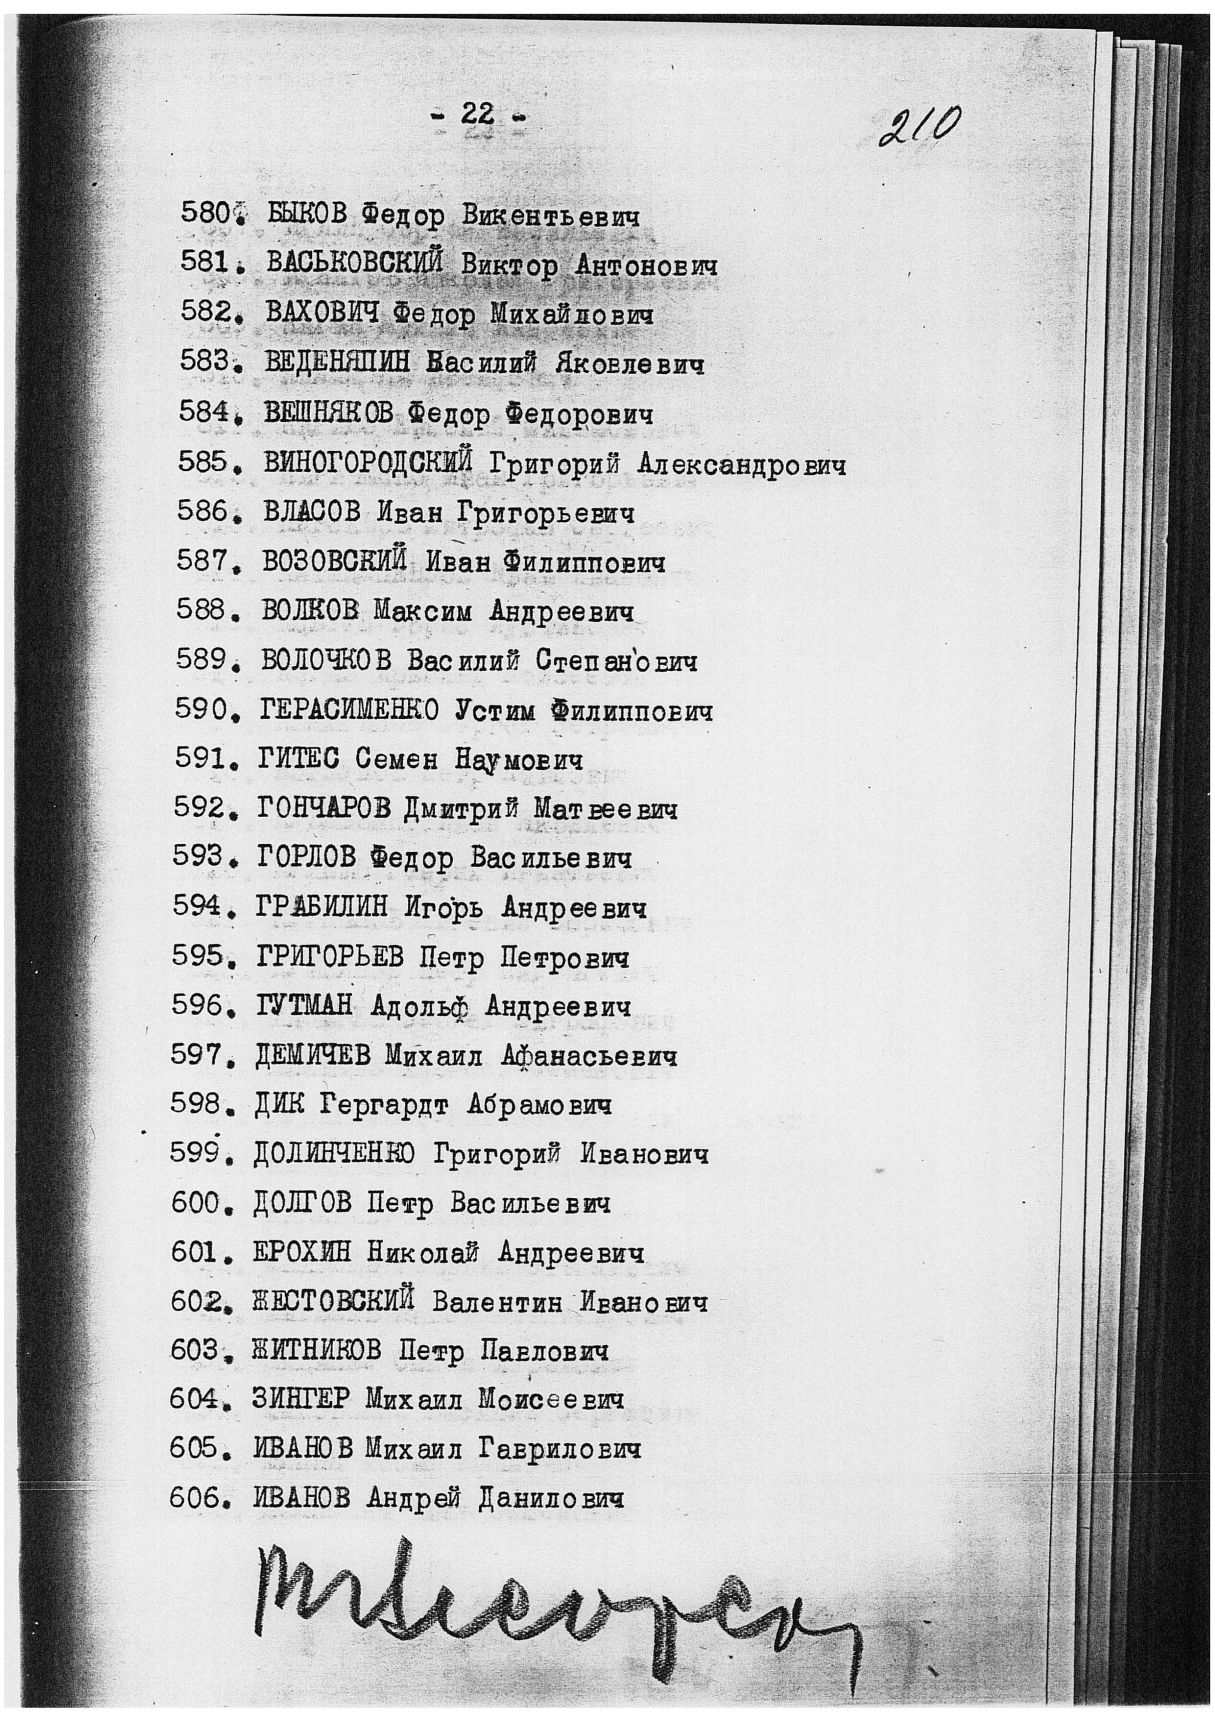 - 22 -
210
580. БЫКОВ Федор Викентьевич
581. ВАСЬКОВСКИЙ Виктор Антонович
582. ВАХОВИЧ Федор Михайлович
583. ВЕДЕНЯПИН Василий Яковлевич
584. ВЕШНЯКОВ Федор Федорович
585. ВИНОГОРОДСКИЙ Григорий Александрович
586. ВЛАСОВ Иван Григорьевич
587. ВОЗОВСКИЙ Иван Филиппович
588. ВОЛКОВ Максим Андреевич
589. ВОЛОЧКОВ Василий Степанович
590. ГЕРАСИМЕНКО Устим Филиппович
591. ГИТЕС Семен Наумович
592. ГОНЧАРОВ Дмитрий Матвеевич
593. ГОРЛОВ Федор Васильевич
594. ГРАБИЛИН Игорь Андреевич
595. ГРИГОРЬЕВ Петр Петрович
596. ГУТМАН Адольф Андреевич
597. ДЕМИЧЕВ Михаил Афанасьевич
598. ДИК Гергардт Абрамович
599. ДОЛИНЧЕНКО Григорий Иванович
600. ДОЛГОВ Петр Васильевич
601. ЕРОХИН Николай Андреевич
602. ЖЕСТОВСКИЙ Валентин Иванович
603. ЖИТНИКОВ Петр Павлович
604. ЗИНГЕР Михаил Моисеевич
605. ИВАНОВ Михаил Гаврилович
606. ИВАНОВ Андрей Данилович